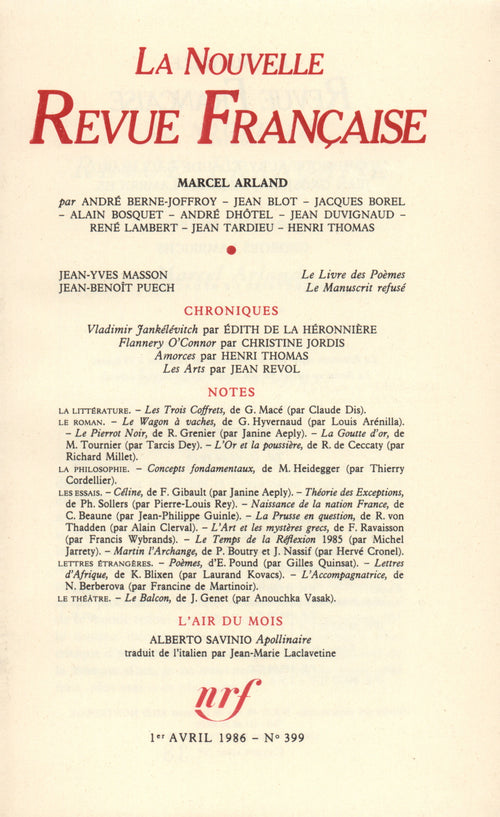 LA NOUVELLE
REVUE FRANÇAISE
MARCEL ARLAND
par ANDRÉ BERNE-JOFFROY – JEAN BLOT – JACQUES BOREL
– ALAIN BOSQUET – ANDRÉ DHÔTEL – JEAN DUVIGNAUD –
RENÉ LAMBERT – JEAN TARDIEU – HENRI THOMAS
JEAN-YVES MASSON Le Livre des Poèmes
JEAN-BENOÎT PUECH Le Manuscrit refusé
CHRONIQUES
Vladimir Jankélévitch par ÉDITH DE LA HÉRONNIÈRE
Flannery O'Connor par CHRISTINE JORDIS
Amorces par HENRI THOMAS
Les Arts par JEAN REVOL
NOTES
LA LITTÉRATURE. – Les Trois Coffrets, de G. Macé (par Claude Dis).
LE ROMAN. – Le Wagon à vaches, de G. Hyvernaud (par Louis Arénilla).
– Le Pierrot Noir, de R. Grenier (par Janine Aeply). – La Goutte d'or, de
M. Tournier (par Tarcis Dey). – L'Or et la poussière, de R. de Ceccaty (par
Richard Millet).
LA PHILOSOPHIE. – Concepts fondamentaux, de M. Heidegger (par Thierry
Cordellier).
LES ESSAIS. – Céline, de F. Gibault (par Janine Aeply). – Théorie des Exceptions,
de Ph. Sollers (par Pierre-Louis Rey). – Naissance de la nation France, de
C. Beaune (par Jean-Philippe Guinle). – La Prusse en question, de R. von
Thadden (par Alain Clerval). – L'Art et les mystères grecs, de F. Ravaisson
(par Francis Wybrands). – Le Temps de la Réflexion 1985 (par Michel
Jarrety). – Martin l'Archange, de P. Boutry et J. Nassif (par Hervé Cronel).
LETTRES ÉTRANGÈRES. – Poèmes, d'E. Pound (par Gilles Quinsat). – Lettres
d'Afrique, de K. Blixen (par Laurand Kovacs). – L'Accompagnatrice, de
N. Berberova (par Francine de Martinoir).
LE THÉÂTRE. – Le Balcon, de J. Genet (par Anouchka Vasak).
L'AIR DU MOIS
ALBERTO SAVINIO Apollinaire
traduit de l'italien par Jean-Marie Laclavetine
nrf
1er AVRIL 1986 – No 399